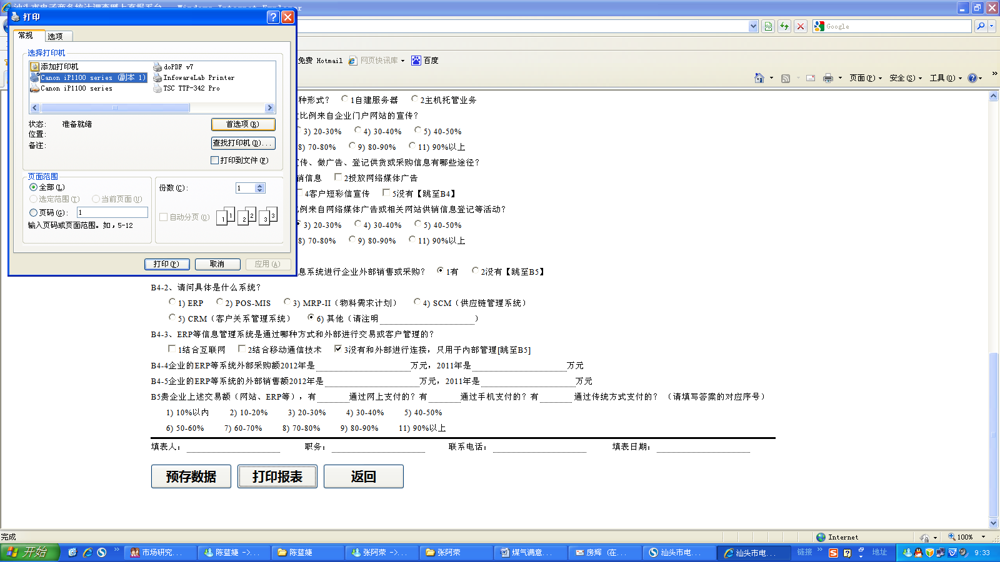 汕头市电子商务统计调查网上直报平台 - Windows Internet Explorer
打印
常规
选项
选择打印机
添加打印机
doPDF v7
Canon iP1100 series (副本 1)
InfowareLab Printer
Canon iP1100 series
TSC TTP-342 Pro
状态: 准备就绪
首选项(R)
位置:
查找打印机(D)...
备注:
打印到文件(F)
页面范围
全部(L)
选定范围(T) 当前页面(U)
页码(G): 1
输入页码或页面范围。如,5-12
份数(C): 1
自动分页(O)
1 1 2 2 3 3
打印(P) 取消 应用(A)
Google
免费 Hotmail 网页快讯库 百度
页面(P) 安全(S) 工具(O)
种形式? 1自建服务器 2主机托管业务
比例来自企业门户网站的宣传?
3) 20-30% 4) 30-40% 5) 40-50%
8) 70-80% 9) 80-90% 11) 90%以上
传、做广告、登记供货或采购信息有哪些途径?
销信息 2投放网络媒体广告
4客户短彩信宣传 5没有【跳至B4】
例来自网络媒体广告或相关网站供销信息登记等活动?
3) 20-30% 4) 30-40% 5) 40-50%
8) 70-80% 9) 80-90% 11) 90%以上
息系统进行企业外部销售或采购? 1有 2没有【跳至B5】
B4-2、请问具体是什么系统?
1) ERP 2) POS-MIS 3) MRP-II(物料需求计划) 4) SCM(供应链管理系统)
5) CRM(客户关系管理系统) 6) 其他(请注明 )
B4-3、ERP等信息管理系统是通过哪种方式和外部进行交易或客户管理的?
1结合互联网 2结合移动通信技术 3没有和外部进行连接,只用于内部管理[跳至B5]
B4-4企业的ERP等系统外部采购额2012年是 万元,2011年是 万元
B4-5企业的ERP等系统的外部销售额2012年是 万元,2011年是 万元
B5贵企业上述交易额(网站、ERP等),有 通过网上支付的?有 通过手机支付的?有 通过传统方式支付的? (请填写答案的对应序号)
1) 10%以内 2) 10-20% 3) 20-30% 4) 30-40% 5) 40-50%
6) 50-60% 7) 60-70% 8) 70-80% 9) 80-90% 11) 90%以上
填表人: 职务: 联系电话: 填表日期:
预存数据 打印报表 返回
完成 Internet 100%
开始 市场研究... 陈蓝婕 ->... 陈蓝婕 张阿荣 ->... 张阿荣 煤气满意... 房辉 (在... 汕头市电... 汕头市电... 链接 地址 9:33